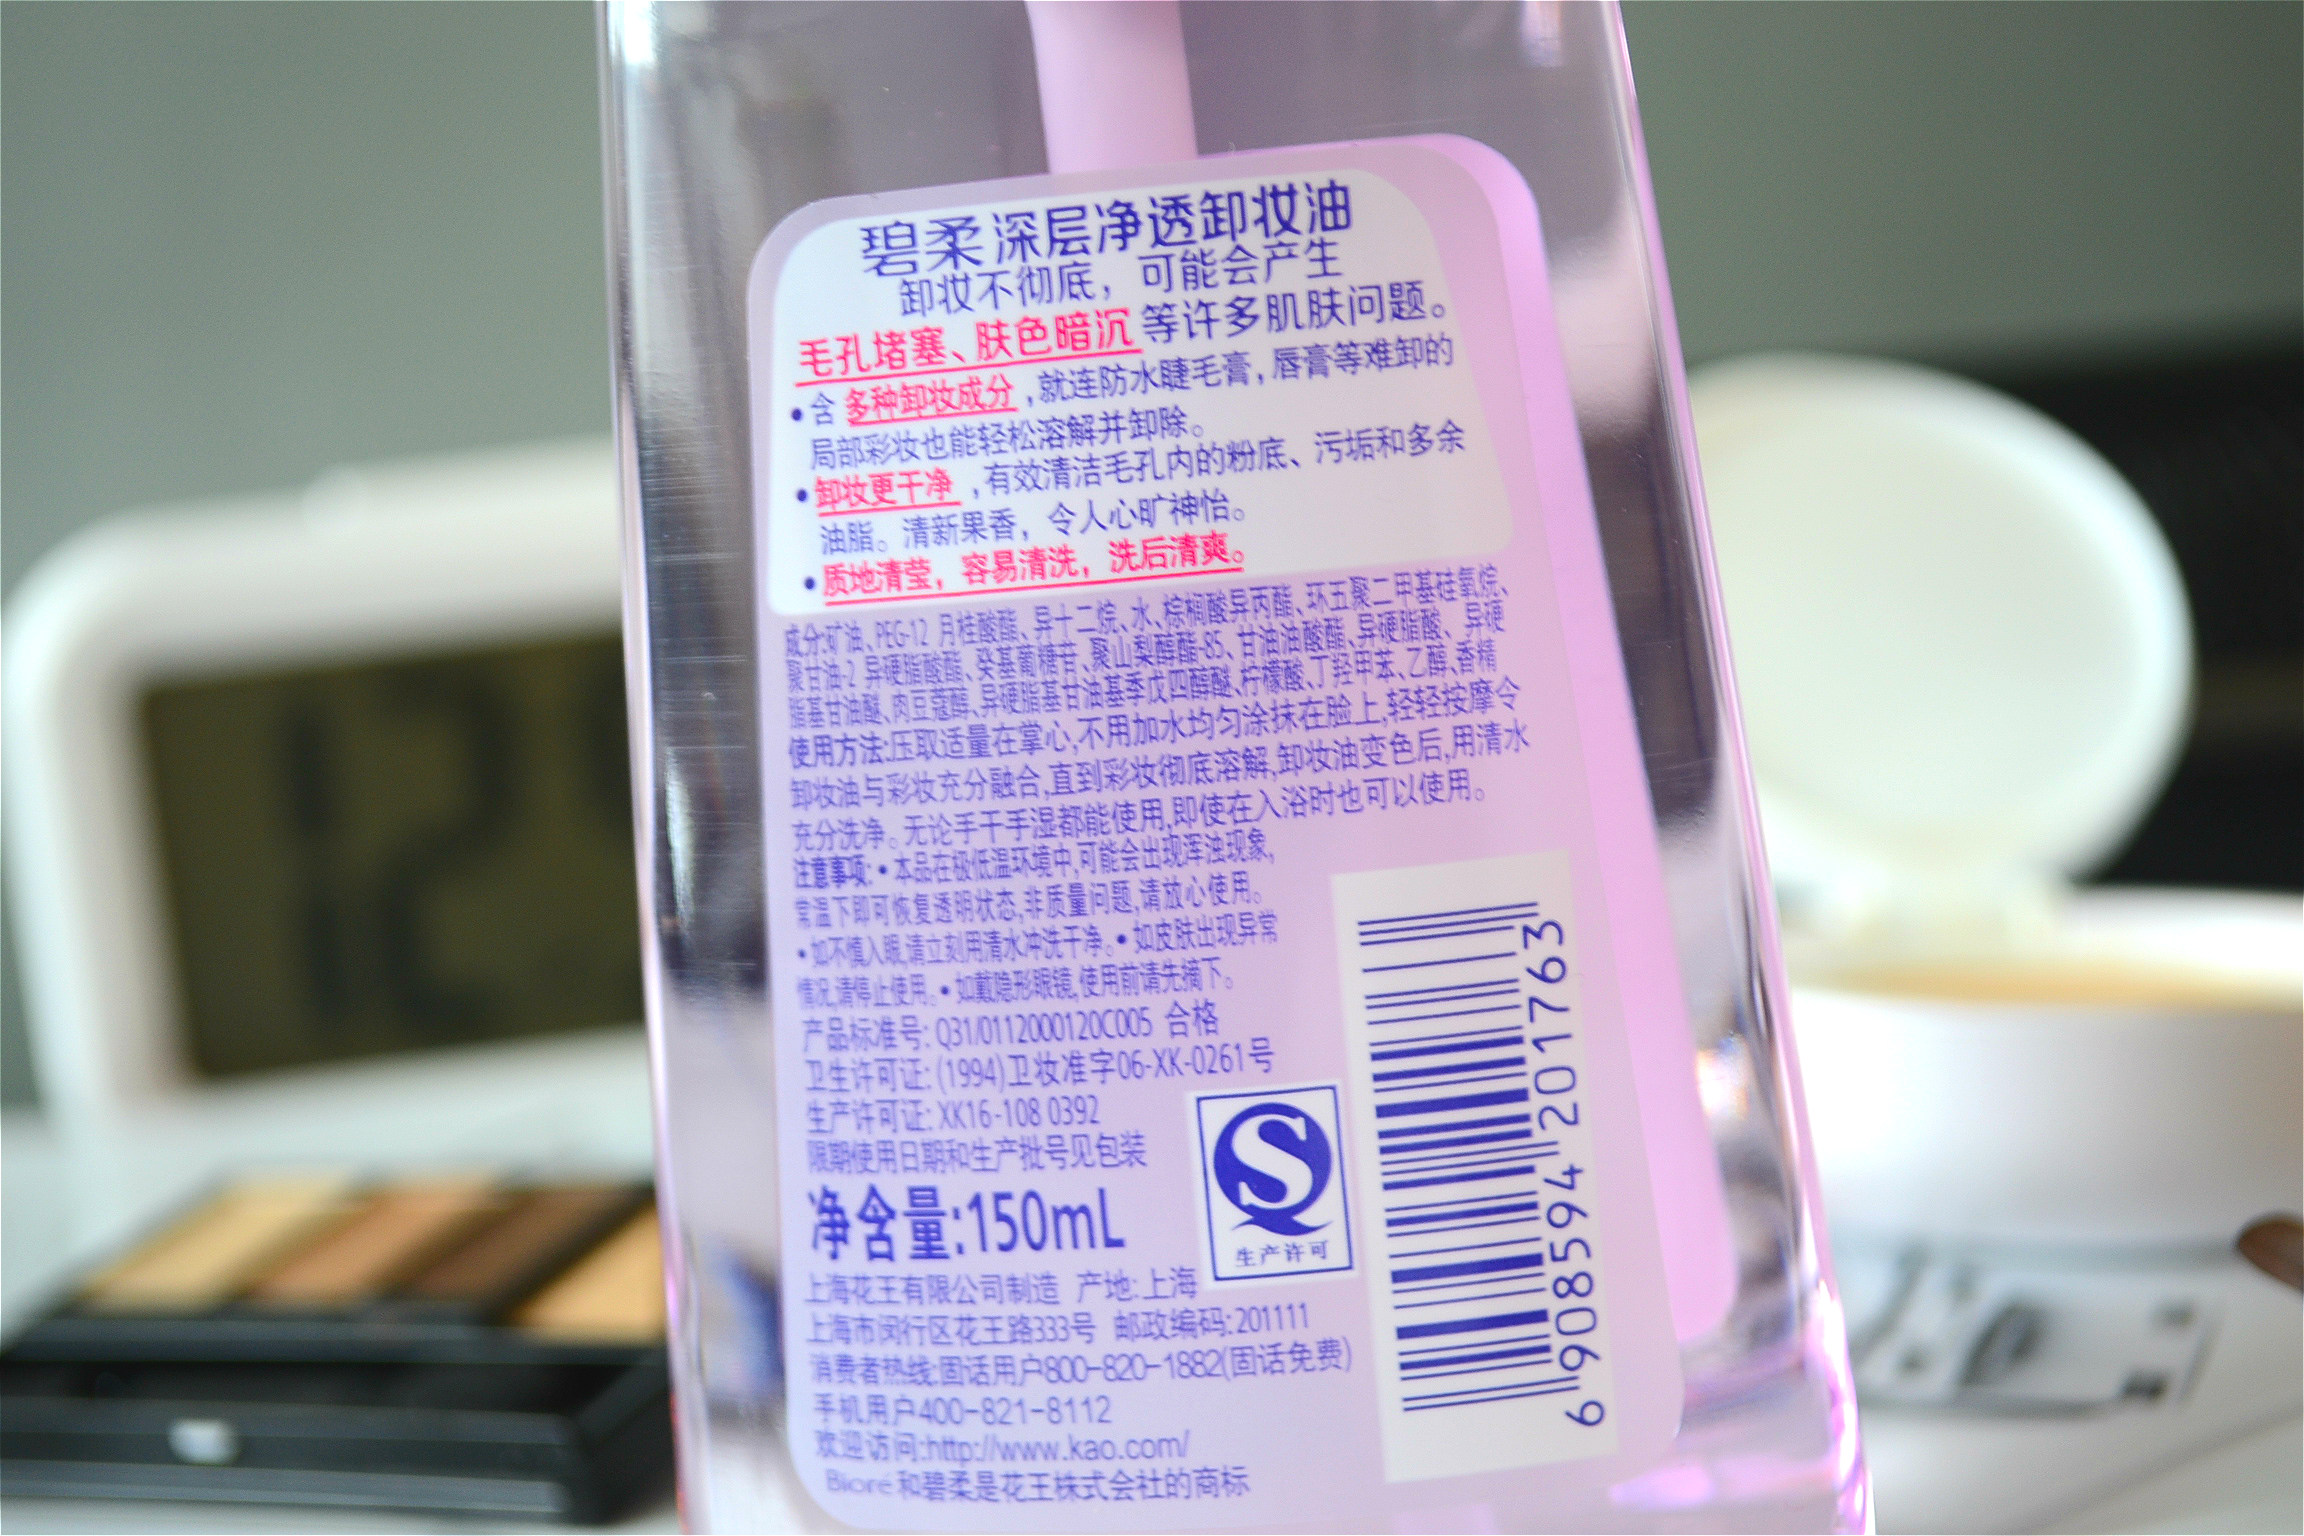 碧柔 深层净透卸妆油
卸妆不彻底，可能会产生
毛孔堵塞、肤色暗沉等许多肌肤问题。
•含 多种卸妆成分 ,就连防水睫毛膏,唇膏等难卸的
局部彩妆也能轻松溶解并卸除。
•卸妆更干净 ,有效清洁毛孔内的粉底、污垢和多余
油脂。清新果香，令人心旷神怡。
•质地清莹，容易清洗，洗后清爽。
成分:矿油、PEG-12 月桂酸酯、异十二烷、水、棕榈酸异丙酯、环五聚二甲基硅氧烷、
聚甘油-2 异硬脂酸酯、癸基葡糖苷、聚山梨醇酯-85、甘油油酸酯、异硬脂酸、异硬
脂基甘油醚、肉豆蔻醇、异硬脂基甘油基季戊四醇醚、柠檬酸、丁羟甲苯、乙醇、香精
使用方法:压取适量在掌心,不用加水均匀涂抹在脸上,轻轻按摩令
卸妆油与彩妆充分融合,直到彩妆彻底溶解,卸妆油变色后,用清水
充分洗净。无论手干手湿都能使用,即使在入浴时也可以使用。
注意事项: •本品在极低温环境中,可能会出现浑浊现象,
常温下即可恢复透明状态,非质量问题,请放心使用。
•如不慎入眼,请立刻用清水冲洗干净。•如皮肤出现异常
情况,请停止使用。•如戴隐形眼镜,使用前请先摘下。
产品标准号: Q31/0112000120C005 合格
卫生许可证: (1994)卫妆准字06-XK-0261号
生产许可证: XK16-108 0392
限期使用日期和生产批号见包装
净含量:150mL
生产许可
上海花王有限公司制造 产地:上海
上海市闵行区花王路333号 邮政编码:201111
消费者热线:固话用户800-820-1882(固话免费)
手机用户400-821-8112
欢迎访问:http://www.kao.com/
Bioré和碧柔是花王株式会社的商标
6 908594 201763